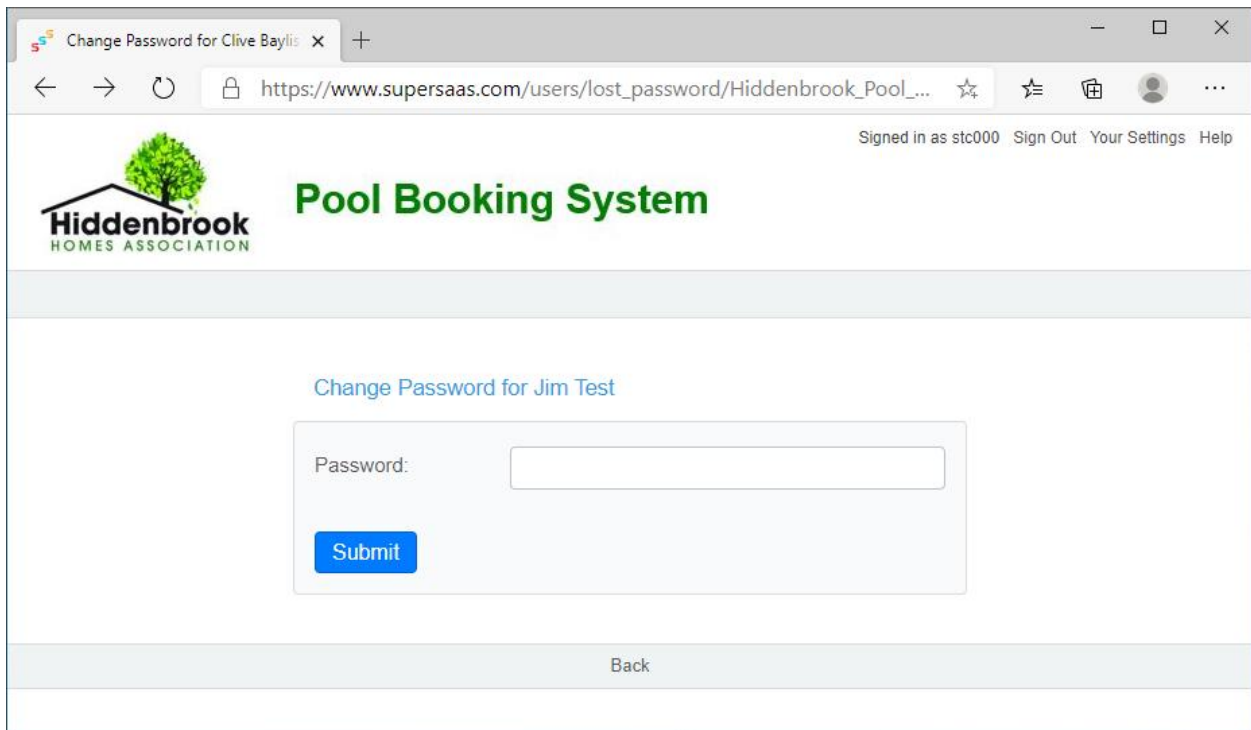 Change Password for Clive Baylis
https://www.supersaas.com/users/lost_password/Hiddenbrook_Pool_...
Signed in as stc000 Sign Out Your Settings Help
Hiddenbrook
HOMES ASSOCIATION
Pool Booking System
Change Password for Jim Test
Password:
Submit
Back